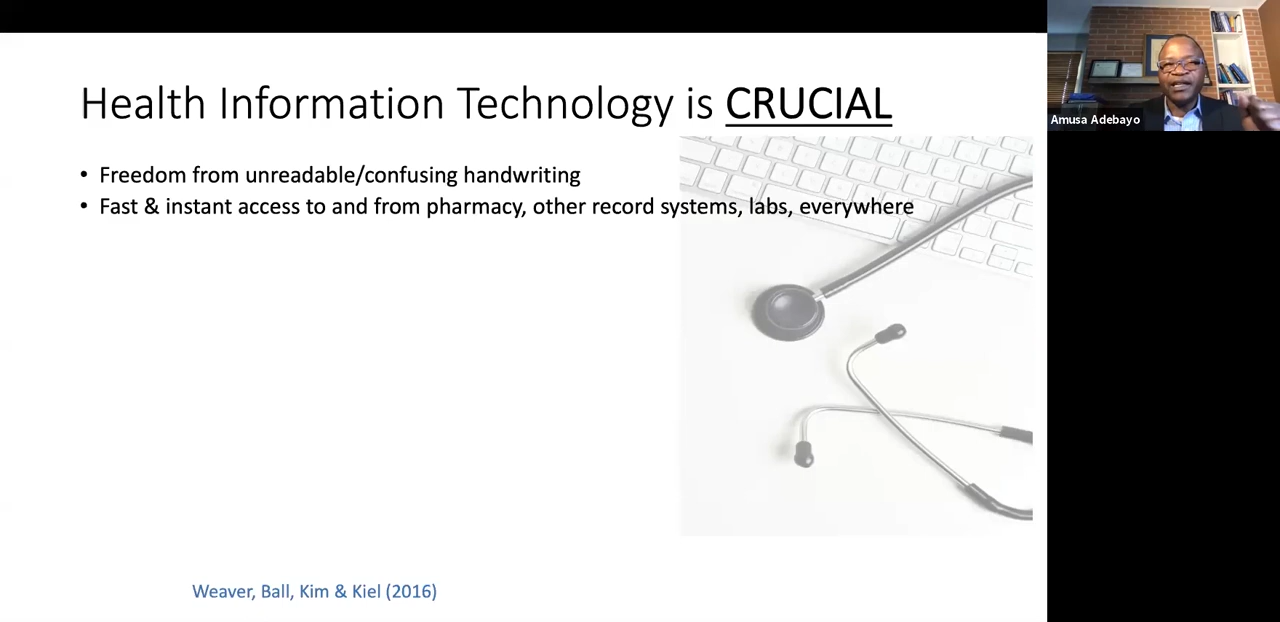 Health Information Technology is CRUCIAL
• Freedom from unreadable/confusing handwriting
• Fast & instant access to and from pharmacy, other record systems, labs, everywhere
Weaver, Ball, Kim & Kiel (2016)
Amusa Adebayo